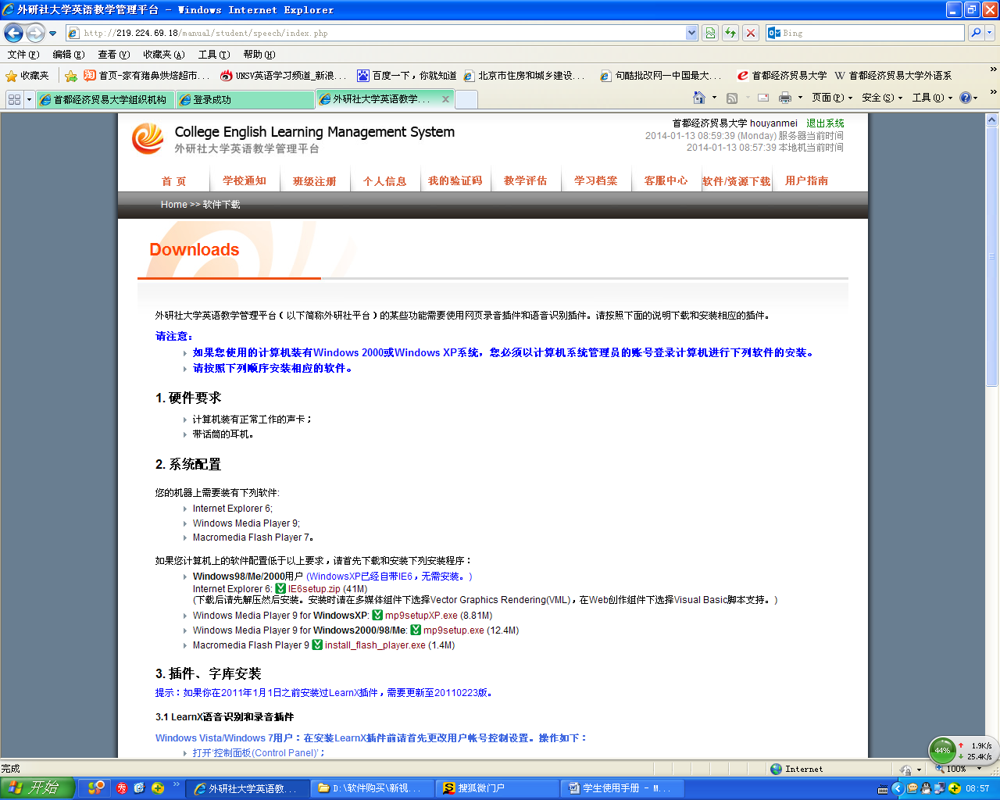 外研社大学英语教学管理平台 - Windows Internet Explorer
http://219.224.69.18/manual/student/speech/index.php
Bing
文件(F) 编辑(E) 查看(V) 收藏夹(A) 工具(T) 帮助(H)
收藏夹 首页-家有猪鼻烘焙超市... UNSV英语学习频道_新浪... 百度一下，你就知道 北京市住房和城乡建设... 句酷批改网—中国最大... 首都经济贸易大学 首都经济贸易大学外语系
首都经济贸易大学组织机构 登录成功 外研社大学英语教学... 页面(P) 安全(S) 工具(O)
College English Learning Management System
外研社大学英语教学管理平台
首都经济贸易大学 houyanmei 退出系统
2014-01-13 08:59:39 (Monday) 服务器当前时间
2014-01-13 08:57:39 本地机当前时间
首 页 学校通知 班级注册 个人信息 我的验证码 教学评估 学习档案 客服中心 软件/资源下载 用户指南
Home >> 软件下载
Downloads
外研社大学英语教学管理平台（以下简称外研社平台）的某些功能需要使用网页录音插件和语音识别插件。请按照下面的说明下载和安装相应的插件。
请注意：
如果您使用的计算机装有Windows 2000或Windows XP系统，您必须以计算机系统管理员的账号登录计算机进行下列软件的安装。
请按照下列顺序安装相应的软件。
1. 硬件要求
计算机装有正常工作的声卡；
带话筒的耳机。
2. 系统配置
您的机器上需要装有下列软件:
Internet Explorer 6;
Windows Media Player 9;
Macromedia Flash Player 7。
如果您计算机上的软件配置低于以上要求，请首先下载和安装下列安装程序：
Windows98/Me/2000用户 (WindowsXP已经自带IE6，无需安装。)
Internet Explorer 6: IE6setup.zip (41M)
(下载后请先解压然后安装。安装时请在多媒体组件下选择Vector Graphics Rendering(VML)，在Web创作组件下选择Visual Basic脚本支持。)
Windows Media Player 9 for WindowsXP: mp9setupXP.exe (8.81M)
Windows Media Player 9 for Windows2000/98/Me: mp9setup.exe (12.4M)
Macromedia Flash Player 9 install_flash_player.exe (1.4M)
3. 插件、字库安装
提示：如果你在2011年1月1日之前安装过LearnX插件，需要更新至20110223版。
3.1 LearnX语音识别和录音插件
Windows Vista/Windows 7用户：在安装LearnX插件前请首先更改用户帐号控制设置。操作如下：
打开‘控制面板(Control Panel)’；
44% 1.9K/s
25.4K/s
完成 Internet 100%
开始 外研社大学英语教... D:\软件购买\新视... 搜狐微门户 学生使用手册 - M... 08:57